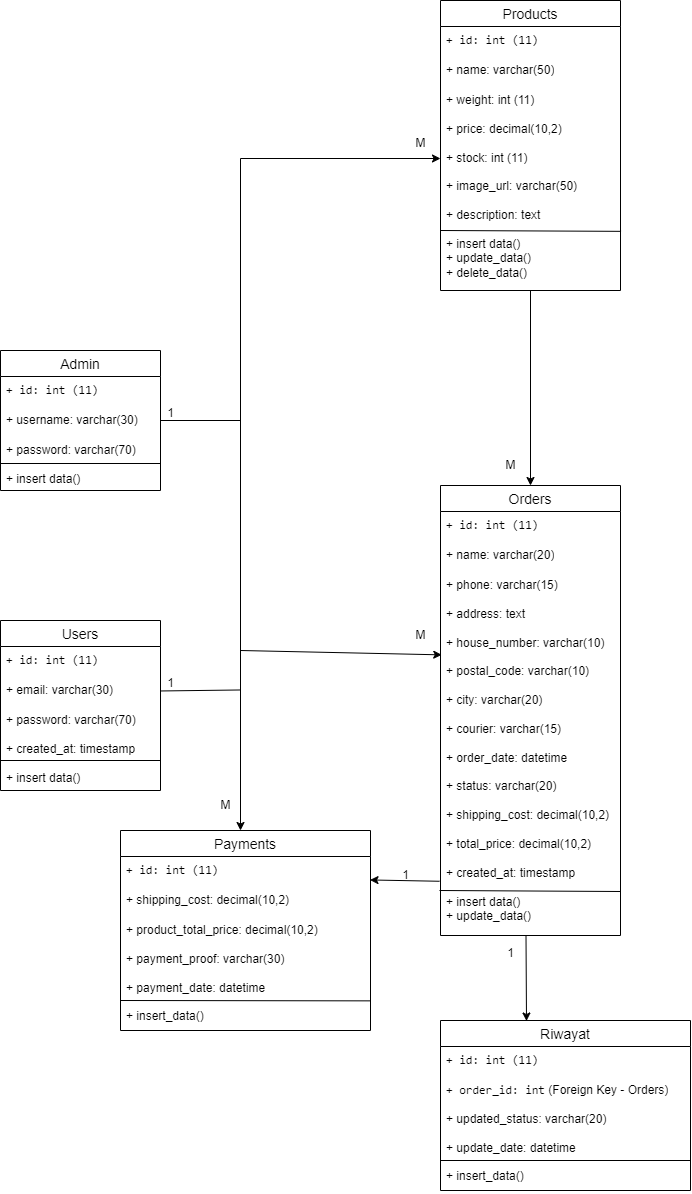 Products
+ id: int (11)
+ name: varchar(50)
+ weight: int (11)
+ price: decimal(10,2)
+ stock: int (11)
+ image_url: varchar(50)
+ description: text
+ insert data()
+ update_data()
+ delete_data()
M
Admin
+ id: int (11)
+ username: varchar(30)
+ password: varchar(70)
+ insert data()
1
M
Orders
+ id: int (11)
+ name: varchar(20)
+ phone: varchar(15)
+ address: text
+ house_number: varchar(10)
+ postal_code: varchar(10)
+ city: varchar(20)
+ courier: varchar(15)
+ order_date: datetime
+ status: varchar(20)
+ shipping_cost: decimal(10,2)
+ total_price: decimal(10,2)
+ created_at: timestamp
+ insert data()
+ update_data()
M
Users
+ id: int (11)
+ email: varchar(30)
+ password: varchar(70)
+ created_at: timestamp
+ insert data()
1
M
Payments
+ id: int (11)
+ shipping_cost: decimal(10,2)
+ product_total_price: decimal(10,2)
+ payment_proof: varchar(30)
+ payment_date: datetime
+ insert_data()
1
1
Riwayat
+ id: int (11)
+ order_id: int (Foreign Key - Orders)
+ updated_status: varchar(20)
+ update_date: datetime
+ insert_data()